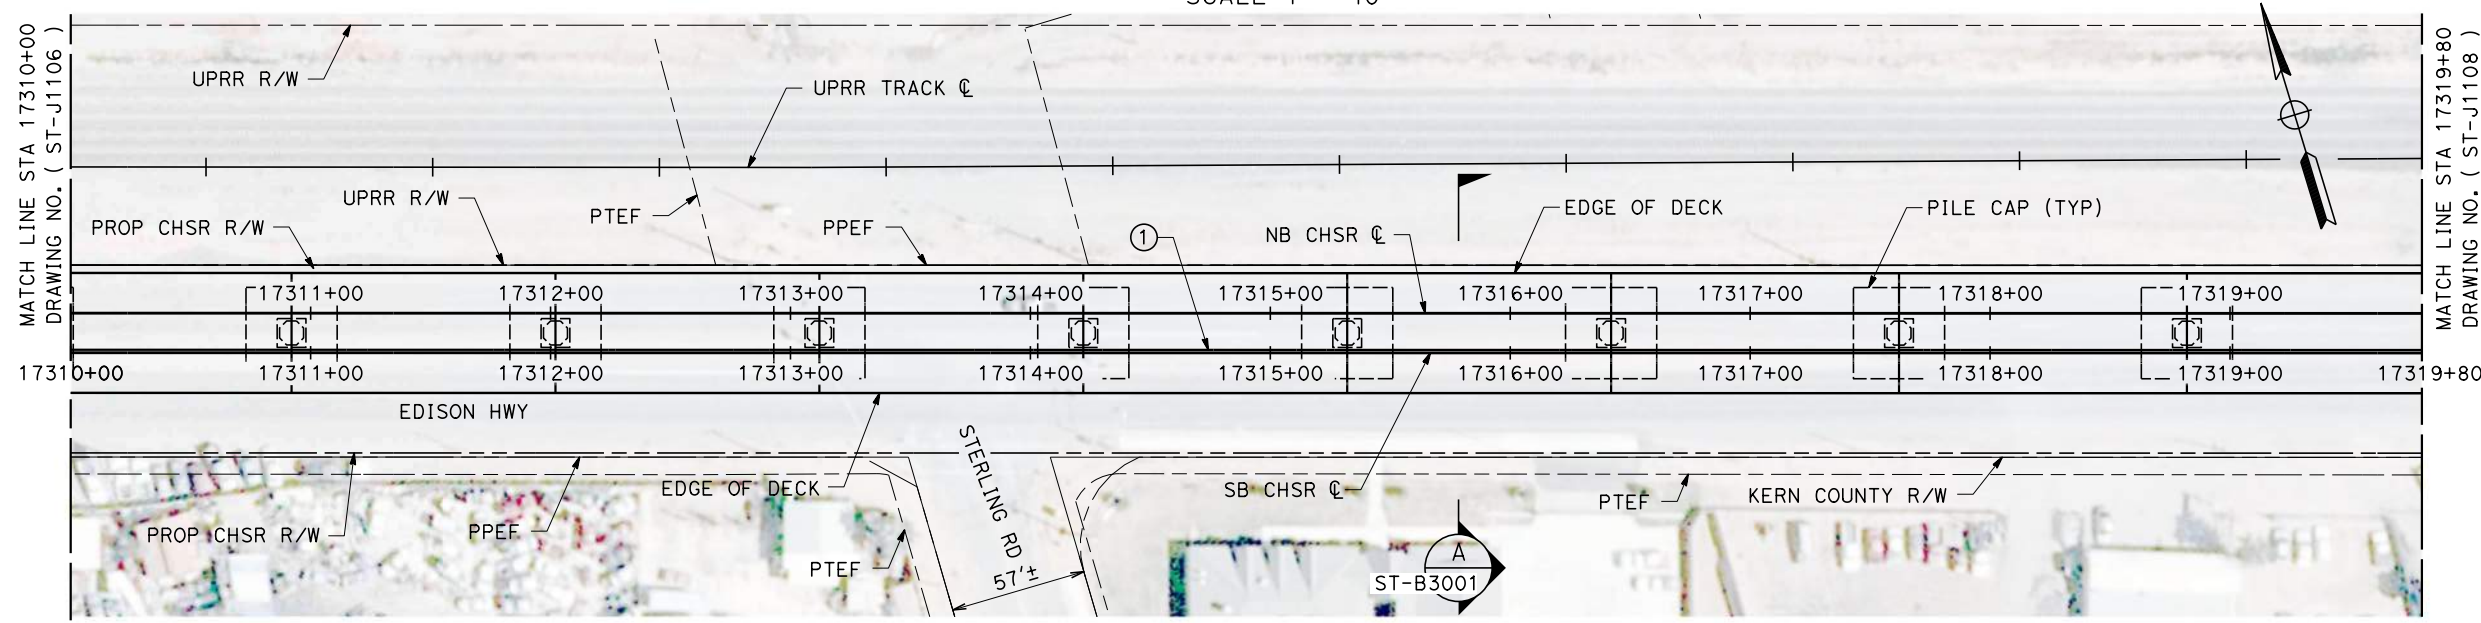 MATCH LINE STA 17310+00
DRAWING NO. ( ST-J1106 )
UPRR R/W
UPRR TRACK ℄
UPRR R/W
PROP CHSR R/W
PTEF
PPEF
1
NB CHSR ℄
EDGE OF DECK
PILE CAP (TYP)
17311+00
17312+00
17313+00
17314+00
17315+00
17316+00
17317+00
17318+00
17319+00
17310+00
17311+00
17312+00
17313+00
17314+00
17315+00
17316+00
17317+00
17318+00
17319+00
17319+80
EDISON HWY
STERLING RD
EDGE OF DECK
SB CHSR ℄
PTEF
KERN COUNTY R/W
PROP CHSR R/W
PPEF
PTEF
57'±
A
ST-B3001
MATCH LINE STA 17319+80
DRAWING NO. ( ST-J1108 )